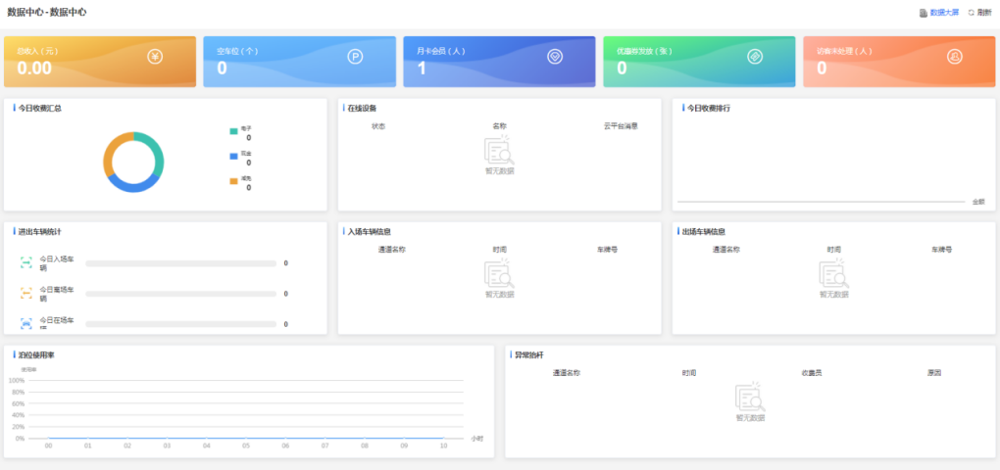 数据中心 - 数据中心
数据大屏 刷新
总收入（元）
0.00
空车位（个）
0
月卡会员（人）
1
优惠券发放（张）
0
访客未处理（人）
0
今日收费汇总
电子
0
现金
0
减免
0
在线设备
状态 名称 云平台消息
暂无数据
今日收费排行
金额
进出车辆统计
今日入场车辆
0
今日离场车辆
0
今日在场车
0
入场车辆信息
通道名称 时间 车牌号
暂无数据
出场车辆信息
通道名称 时间 车牌号
暂无数据
泊位使用率
使用率
100%
80%
60%
40%
20%
0%
00 01 02 03 04 05 06 07 08 09 10
小时
异常抬杆
通道名称 时间 收费员 原因
暂无数据